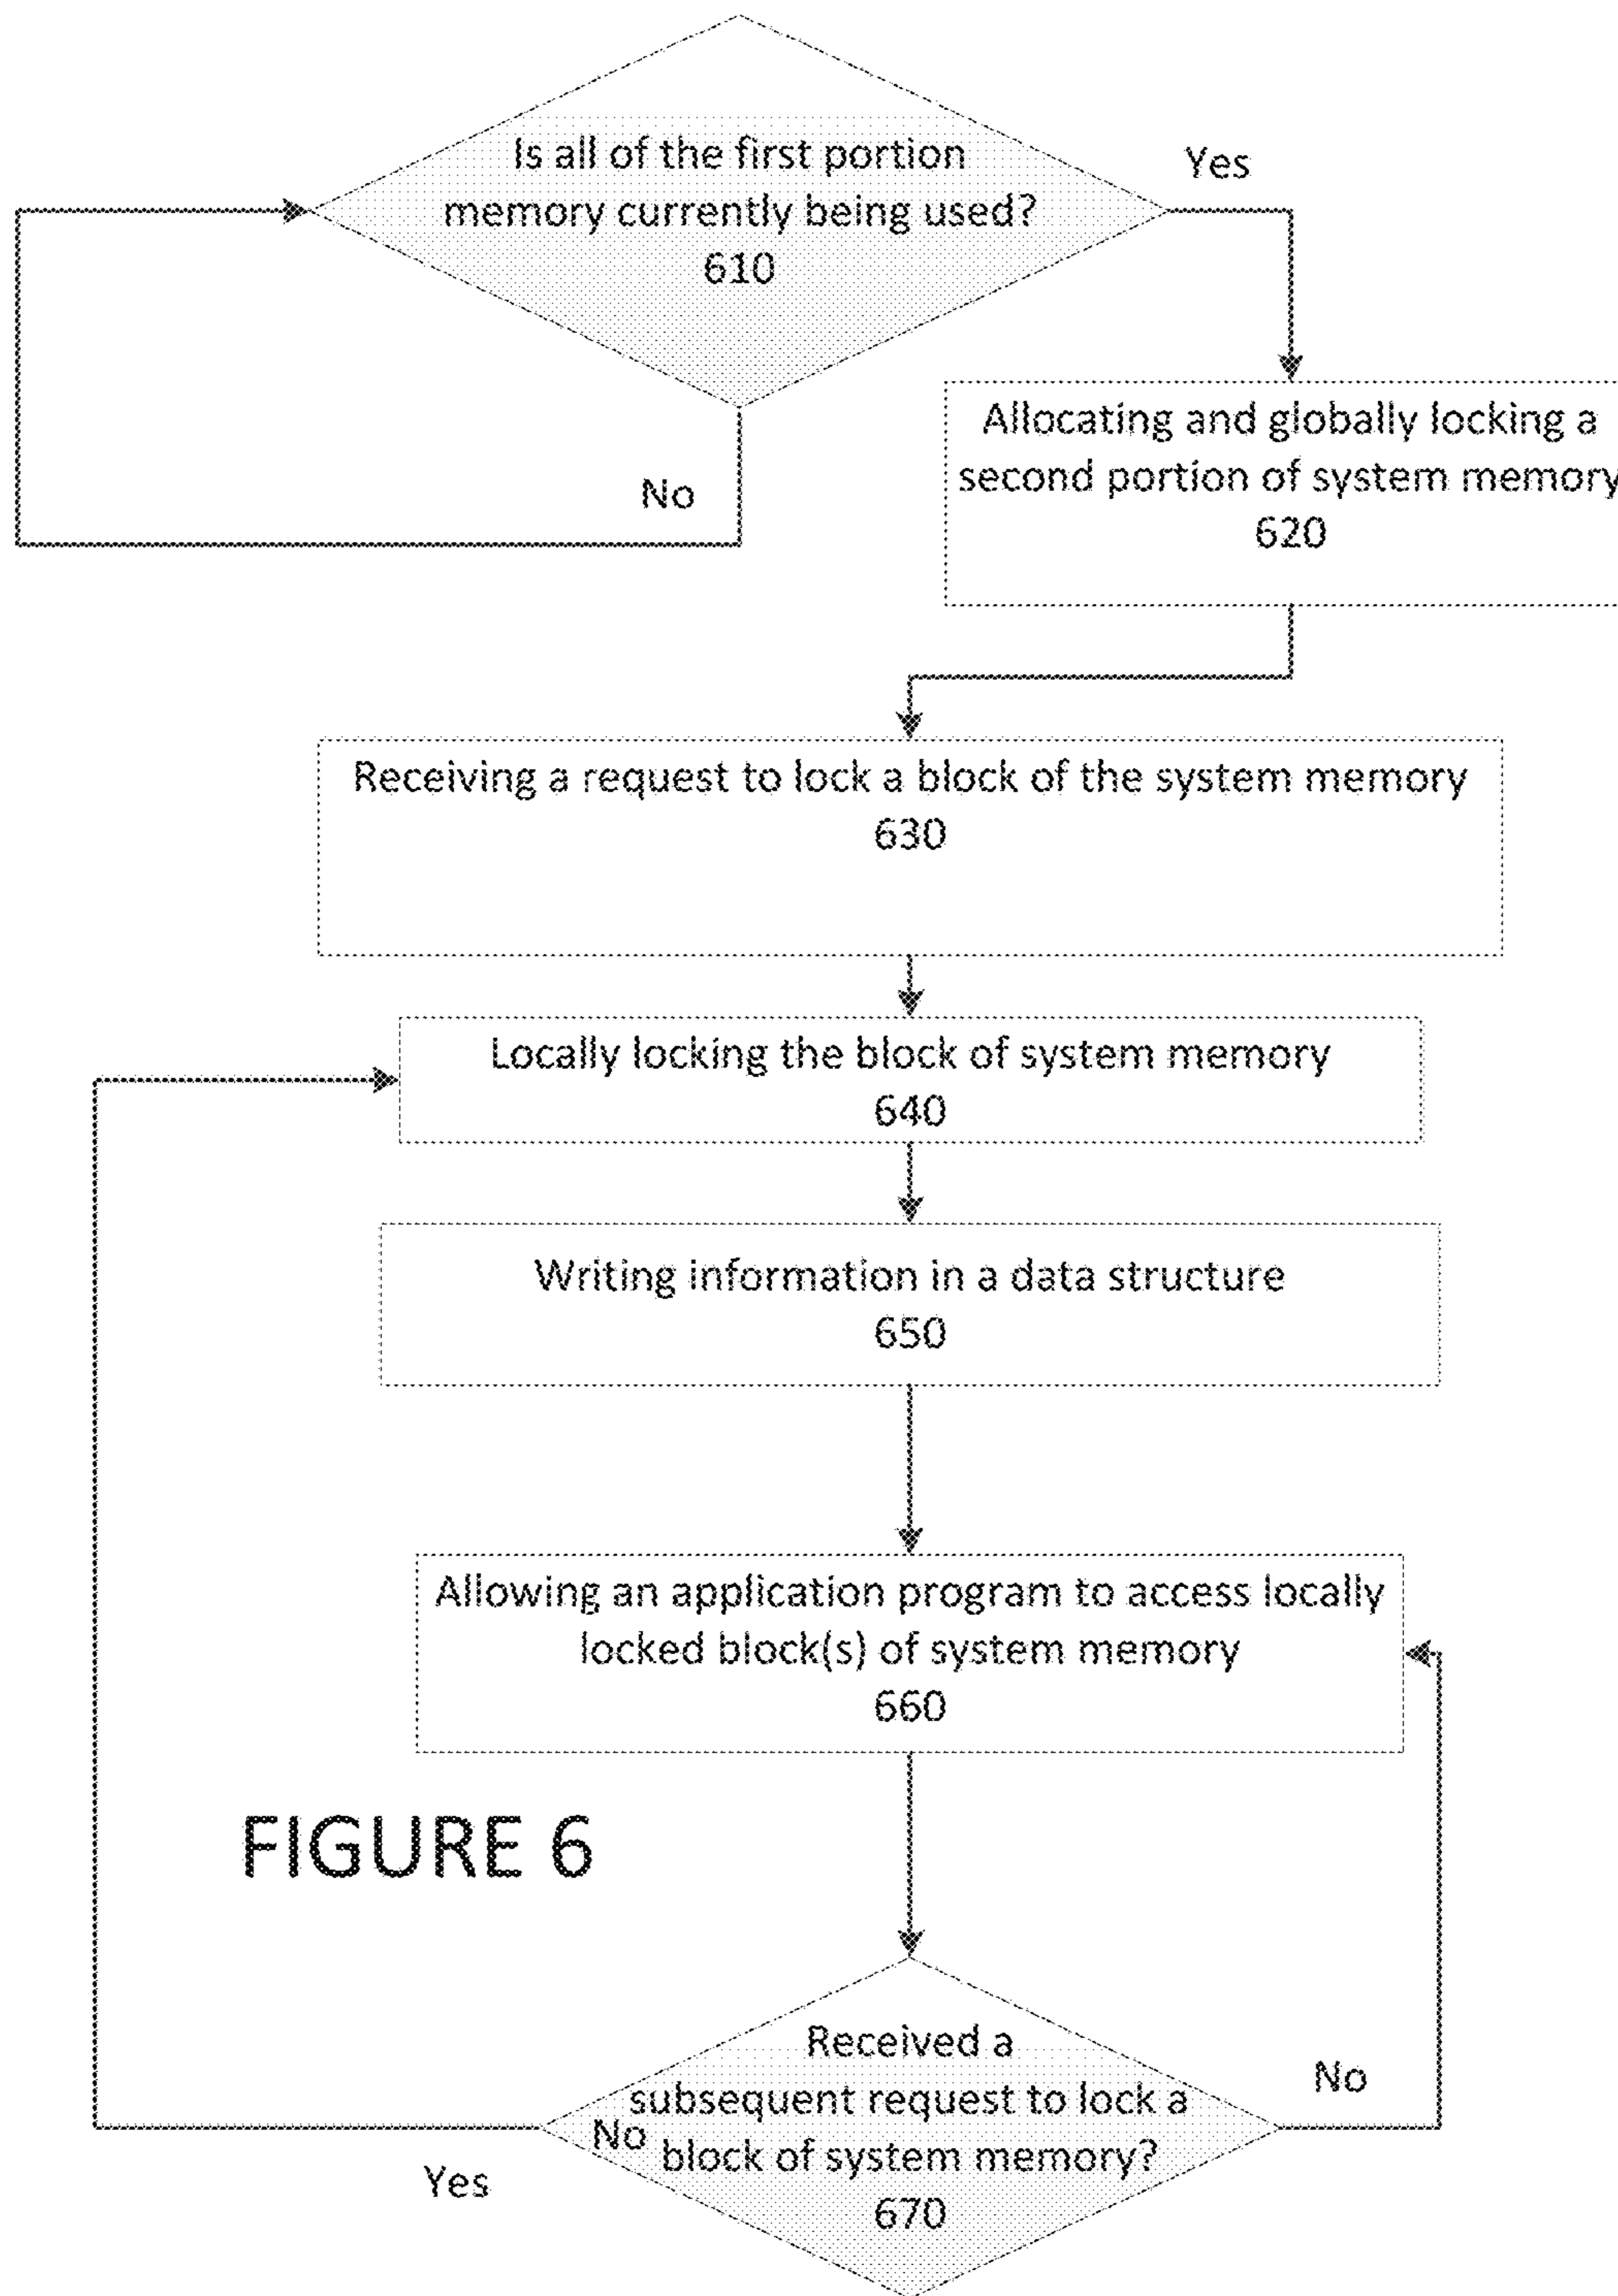 Is all of the first portion
memory currently being used?
610
Yes
No
Allocating and globally locking a
second portion of system memory
620
Receiving a request to lock a block of the system memory
630
Locally locking the block of system memory
640
Writing information in a data structure
650
Allowing an application program to access locally
locked block(s) of system memory
660
FIGURE 6
Received a
subsequent request to lock a
block of system memory?
670
No
No
Yes